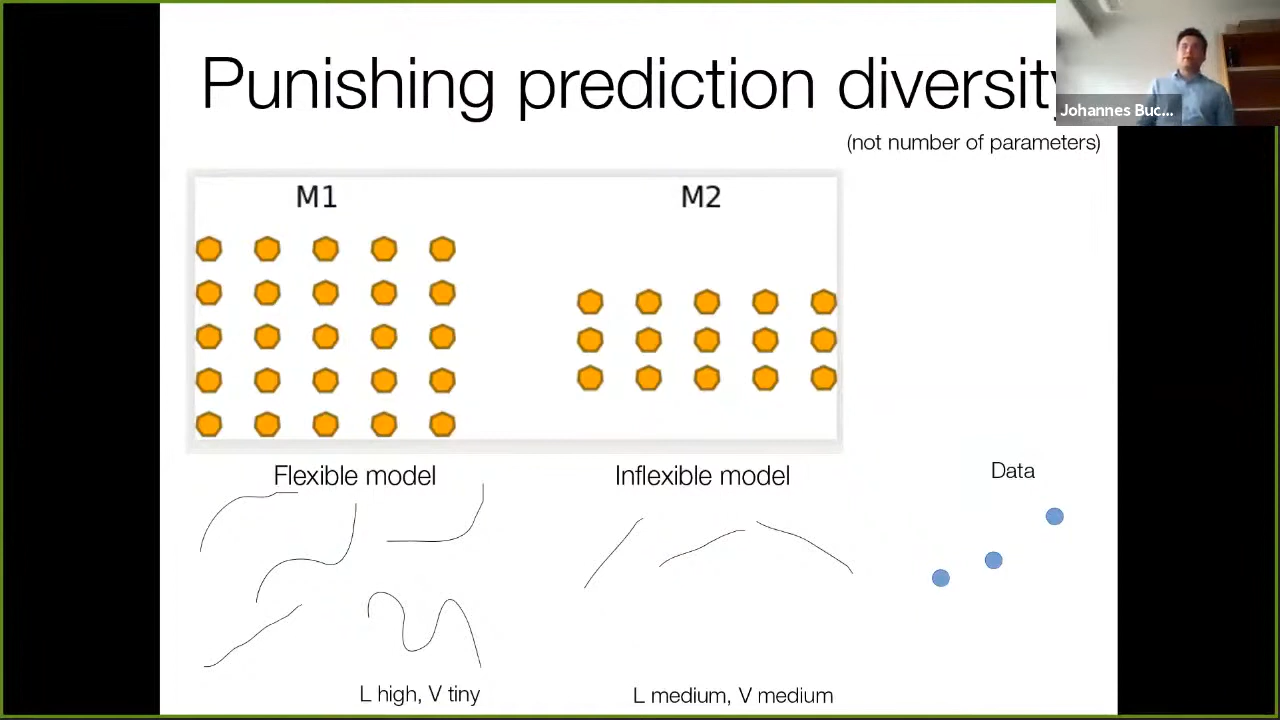 Punishing prediction diversity
Johannes Buc...
(not number of parameters)
M1
M2
Flexible model
Inflexible model
Data
L high, V tiny
L medium, V medium